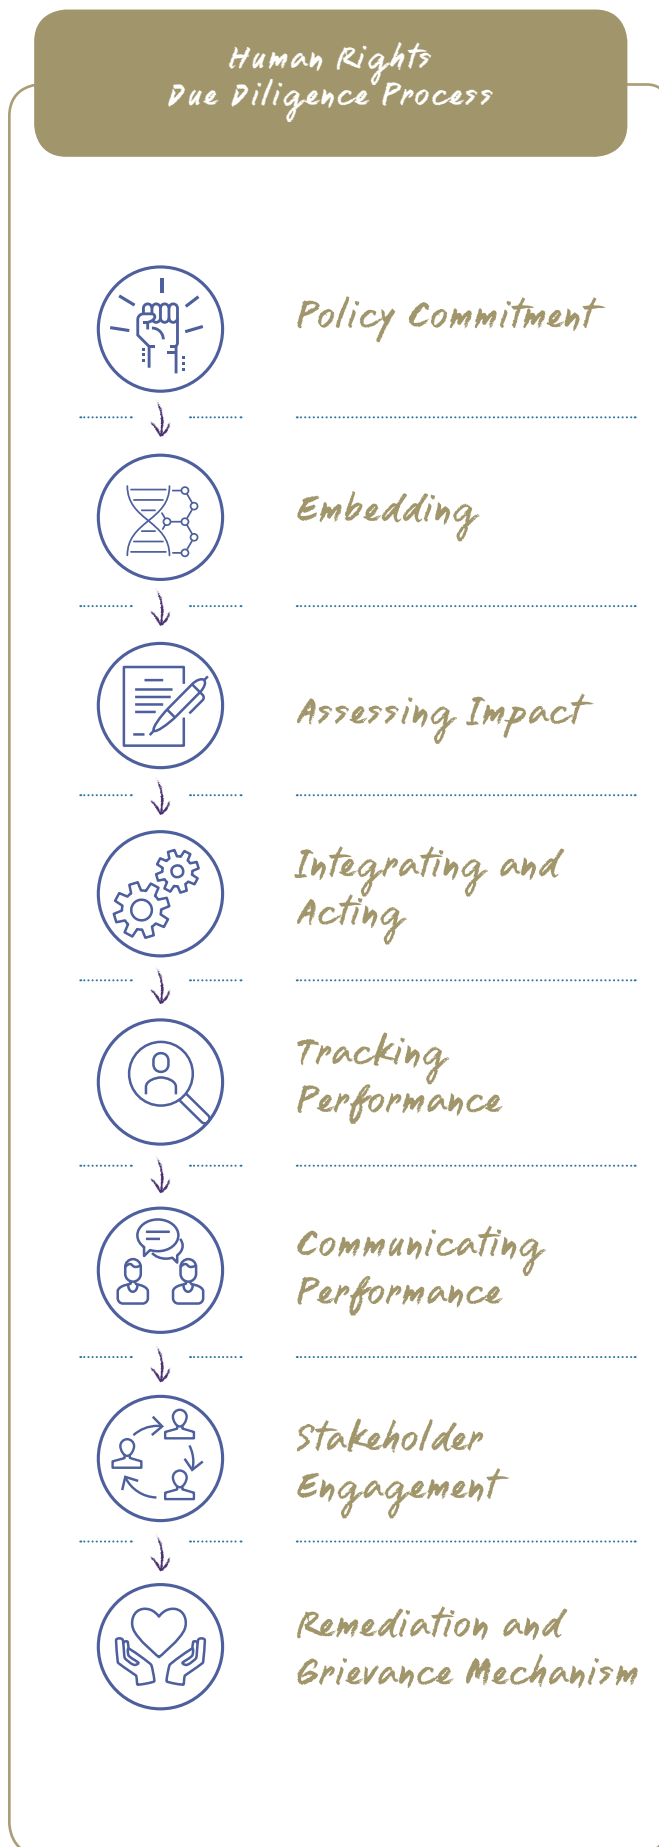 Human Rights
Due Diligence Process
Policy Commitment
Embedding
Assessing Impact
Integrating and
Acting
Tracking
Performance
Communicating
Performance
Stakeholder
Engagement
Remediation and
Grievance Mechanism